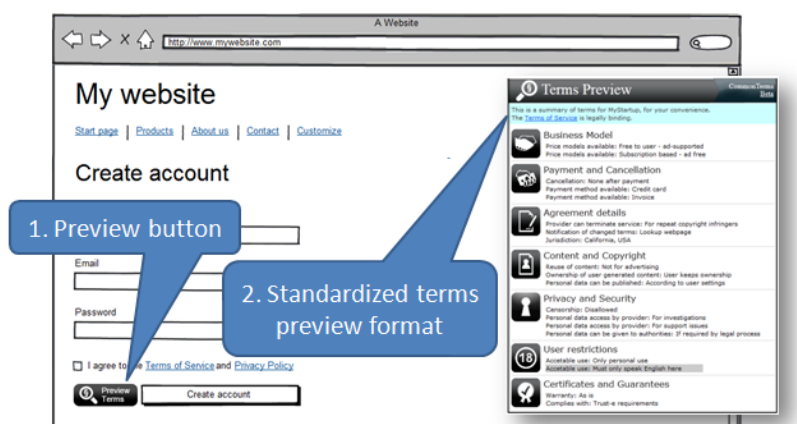 A Website
http://www.mywebsite.com
My website
Start page | Products | About us | Contact | Customize
Create account
1. Preview button
Email
Password
I agree to the Terms of Service and Privacy Policy
Preview
Terms
Create account
2. Standardized terms
preview format
Terms Preview
CommonTerms
Beta
This is a summary of terms for MyStartup, for your convenience.
The Terms of Service is legally binding.
Business Model
Price models available: Free to user - ad-supported
Price models available: Subscription based - ad free
Payment and Cancellation
Cancellation: None after payment
Payment method available: Credit card
Payment method available: Invoice
Agreement details
Provider can terminate service: For repeat copyright infringers
Notification of changed terms: Lookup webpage
Jurisdiction: California, USA
Content and Copyright
Reuse of content: Not for advertising
Ownership of user generated content: User keeps ownership
Personal data can be published: According to user settings
Privacy and Security
Censorship: Disallowed
Personal data access by provider: For investigations
Personal data access by provider: For support issues
Personal data can be given to authorities: If required by legal process
18
User restrictions
Accetable use: Only personal use
Accetable use: Must only speak English here
Certificates and Guarantees
Warranty: As is
Complies with: Trust-e requirements